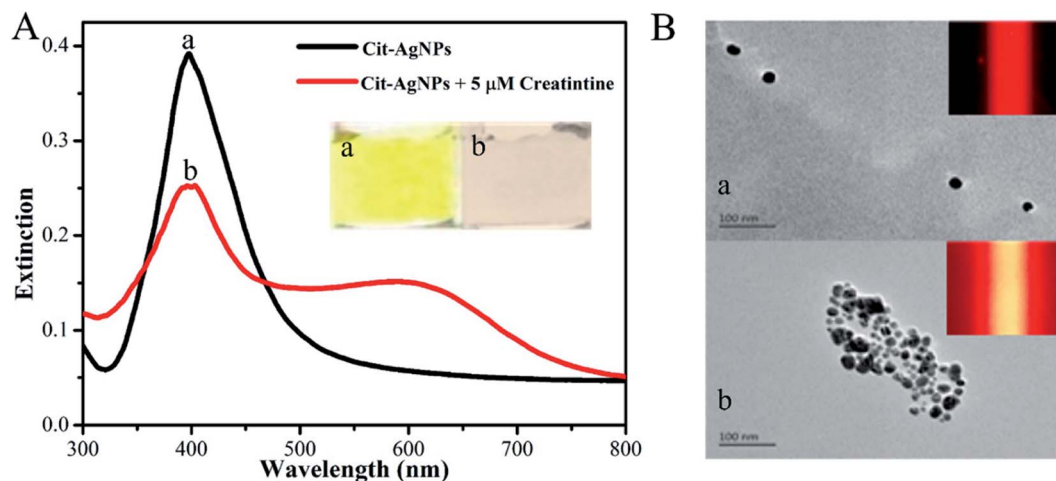 A
a
Cit-AgNPs
Cit-AgNPs + 5 μM Creatintine
a
b
b
0.4
0.3
0.2
0.1
0.0
Extinction
300
400
500
600
700
800
Wavelength (nm)
B
a
100 nm
b
100 nm